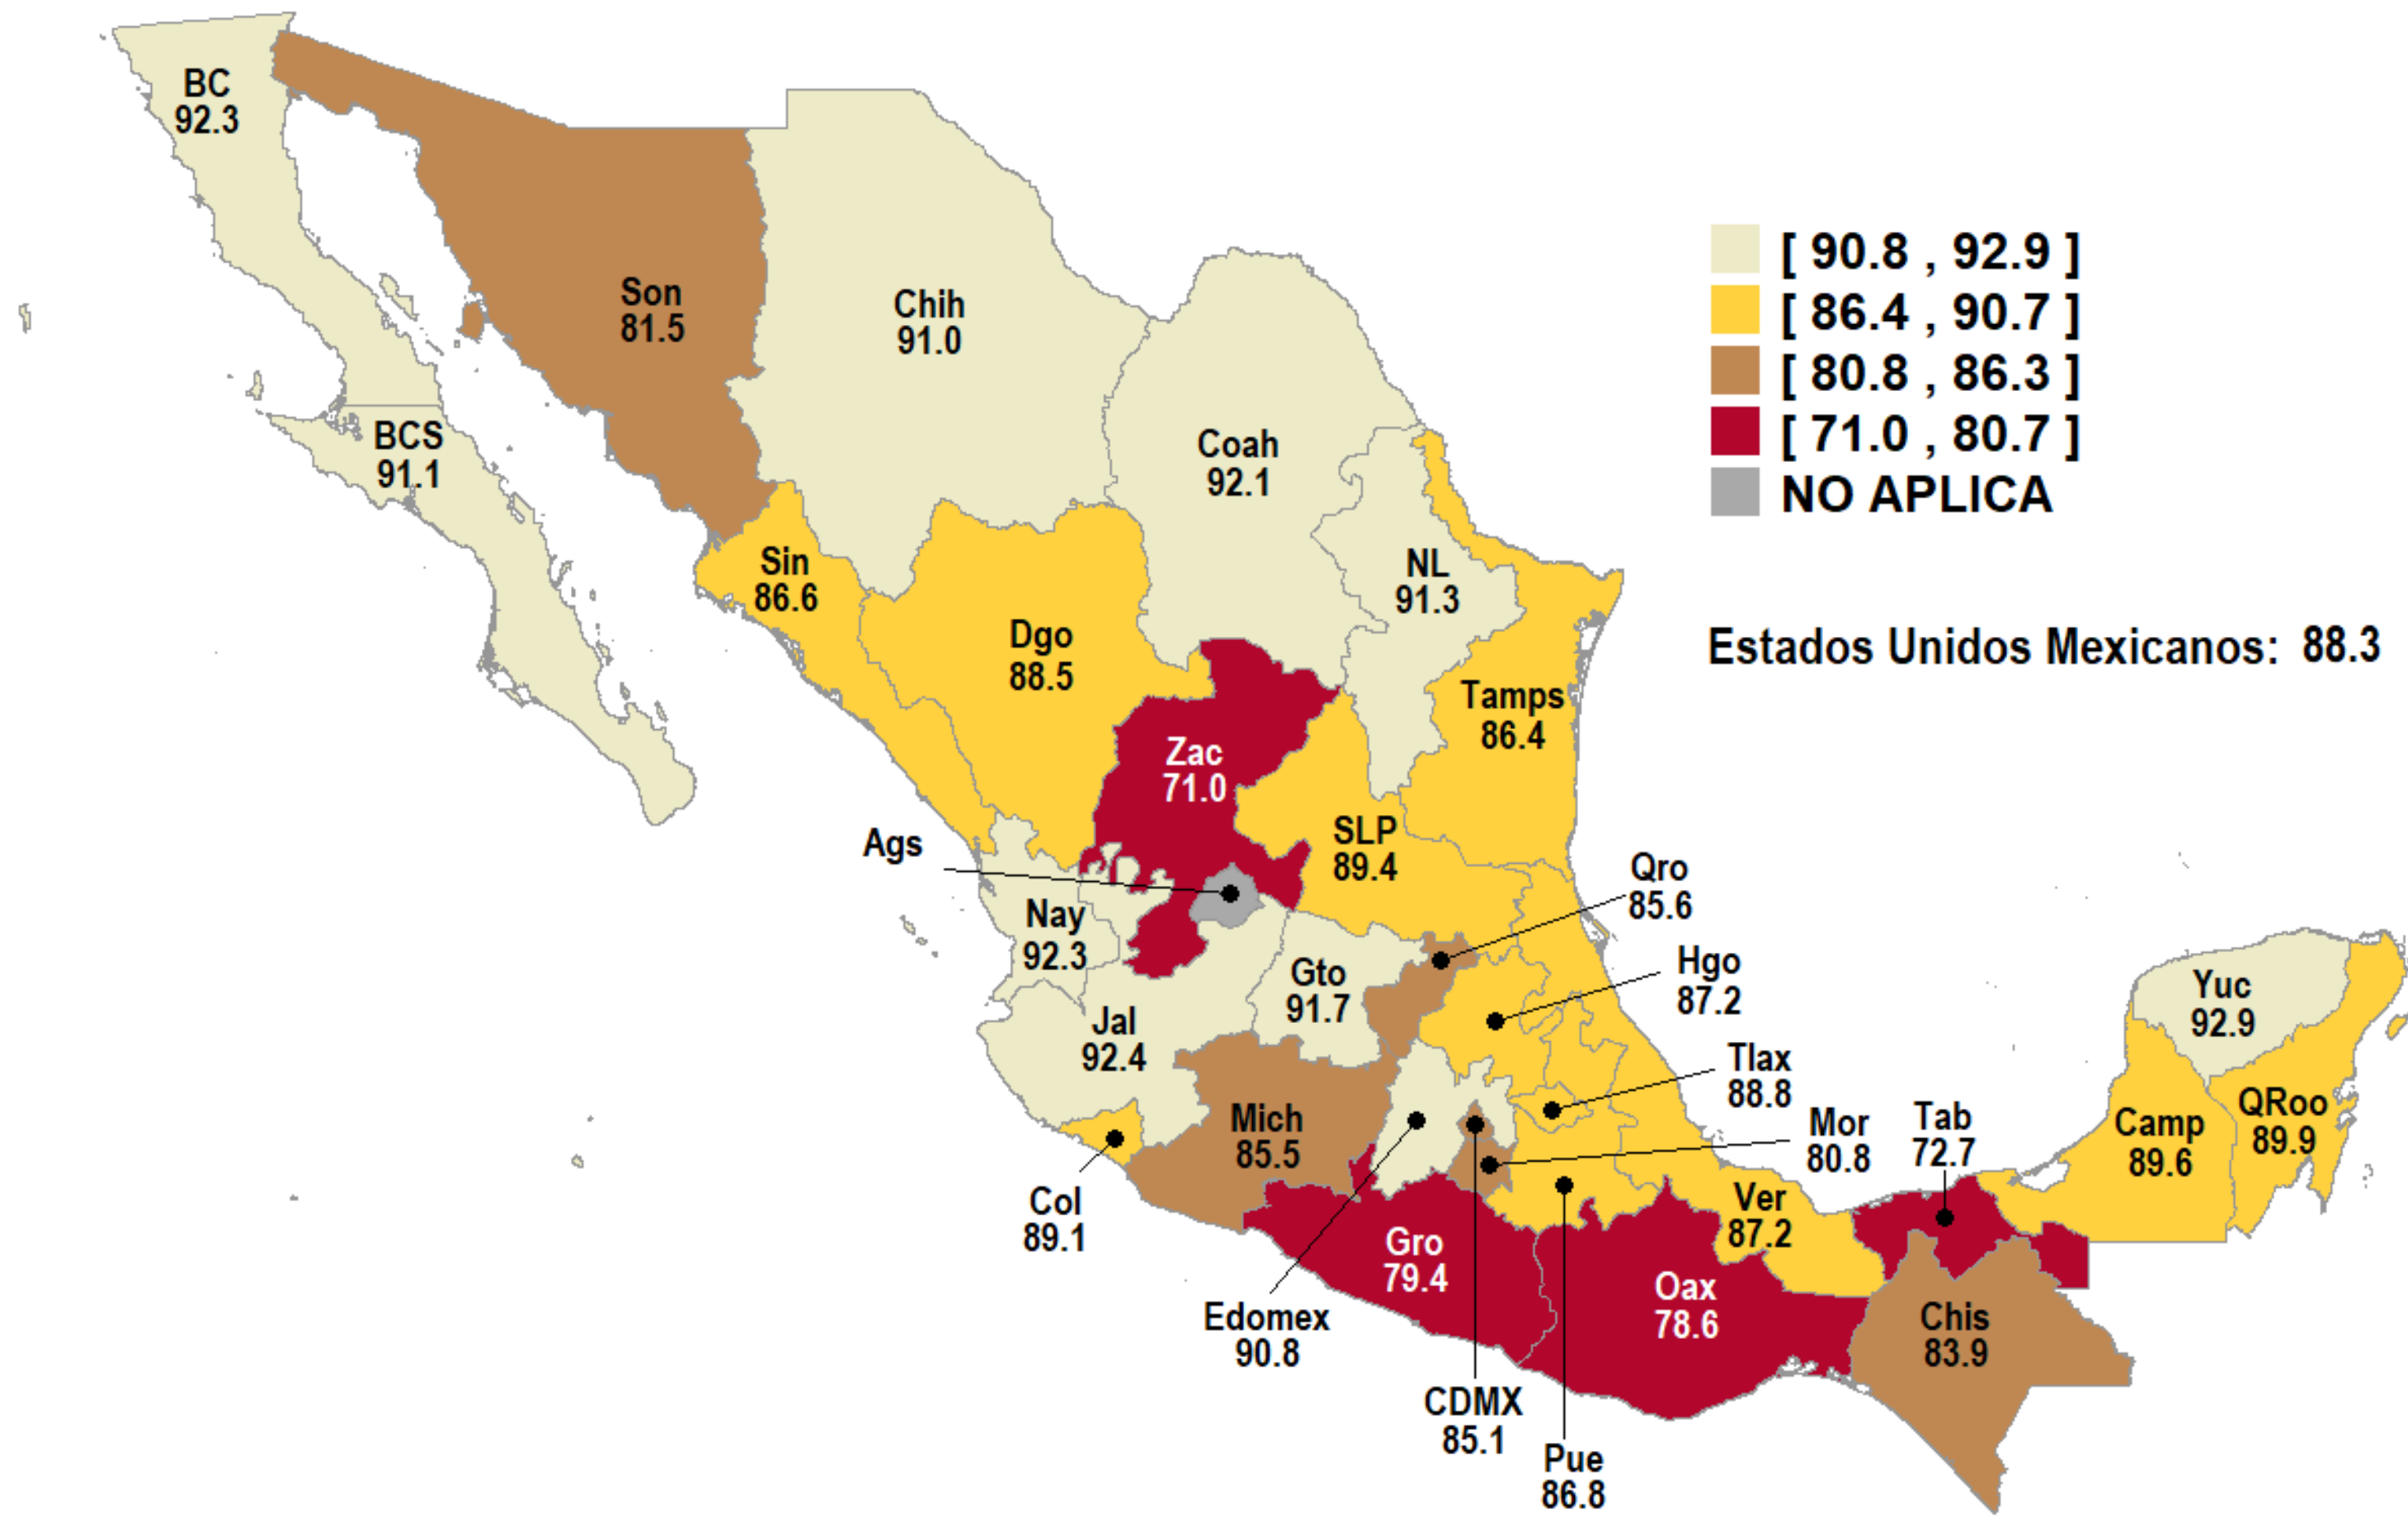 BC
92.3
Son
81.5
Chih
91.0
[ 90.8 , 92.9 ]
[ 86.4 , 90.7 ]
[ 80.8 , 86.3 ]
[ 71.0 , 80.7 ]
NO APLICA
BCS
91.1
Coah
92.1
Sin
86.6
NL
91.3
Dgo
88.5
Estados Unidos Mexicanos: 88.3
Tamps
86.4
Zac
71.0
Ags
SLP
89.4
Qro
85.6
Nay
92.3
Gto
91.7
Hgo
87.2
Yuc
92.9
Jal
92.4
Tlax
88.8
Mich
85.5
Mor
80.8
Tab
72.7
Camp
89.6
QRoo
89.9
Col
89.1
Ver
87.2
Gro
79.4
Oax
78.6
Edomex
90.8
Chis
83.9
CDMX
85.1
Pue
86.8